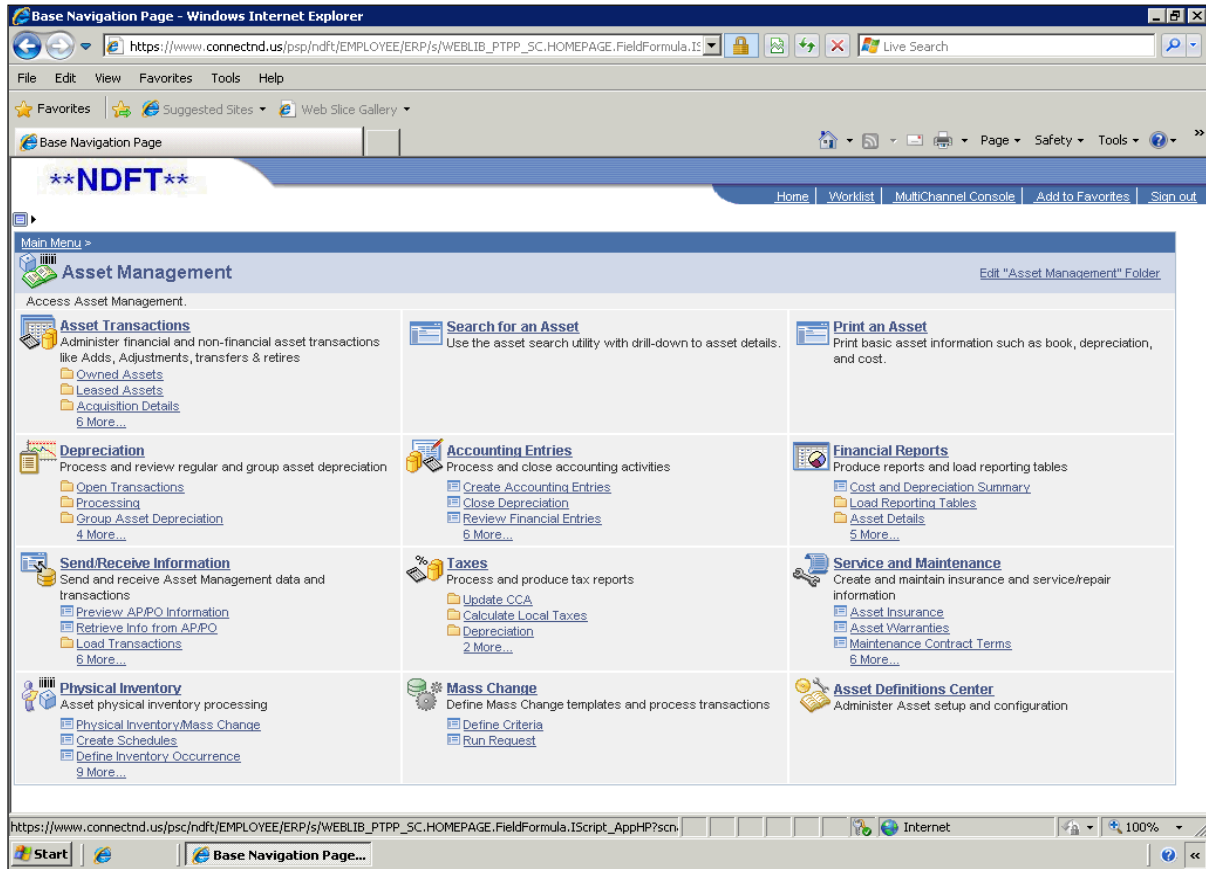 Base Navigation Page - Windows Internet Explorer
https://www.connectnd.us/psp/ndft/EMPLOYEE/ERP/s/WEBLIB_PTPP_SC.HOMEPAGE.FieldFormula.IS
Live Search
File Edit View Favorites Tools Help
Favorites Suggested Sites Web Slice Gallery
Base Navigation Page
Page Safety Tools »
**NDFT**
Home Worklist MultiChannel Console Add to Favorites Sign out
Main Menu >
Asset Management
Edit "Asset Management" Folder
Access Asset Management.
Asset Transactions
Administer financial and non-financial asset transactions
like Adds, Adjustments, transfers & retires
Owned Assets
Leased Assets
Acquisition Details
6 More...
Search for an Asset
Use the asset search utility with drill-down to asset details.
Print an Asset
Print basic asset information such as book, depreciation,
and cost.
Depreciation
Process and review regular and group asset depreciation
Open Transactions
Processing
Group Asset Depreciation
4 More...
Accounting Entries
Process and close accounting activities
Create Accounting Entries
Close Depreciation
Review Financial Entries
6 More...
Financial Reports
Produce reports and load reporting tables
Cost and Depreciation Summary
Load Reporting Tables
Asset Details
5 More...
Send/Receive Information
Send and receive Asset Management data and
transactions
Preview AP/PO Information
Retrieve Info from AP/PO
Load Transactions
6 More...
Taxes
Process and produce tax reports
Update CCA
Calculate Local Taxes
Depreciation
2 More...
Service and Maintenance
Create and maintain insurance and service/repair
information
Asset Insurance
Asset Warranties
Maintenance Contract Terms
6 More...
Physical Inventory
Asset physical inventory processing
Physical Inventory/Mass Change
Create Schedules
Define Inventory Occurrence
9 More...
Mass Change
Define Mass Change templates and process transactions
Define Criteria
Run Request
Asset Definitions Center
Administer Asset setup and configuration
https://www.connectnd.us/psc/ndft/EMPLOYEE/ERP/s/WEBLIB_PTPP_SC.HOMEPAGE.FieldFormula.IScript_AppHP?scn
Internet
100%
Start
Base Navigation Page...
«